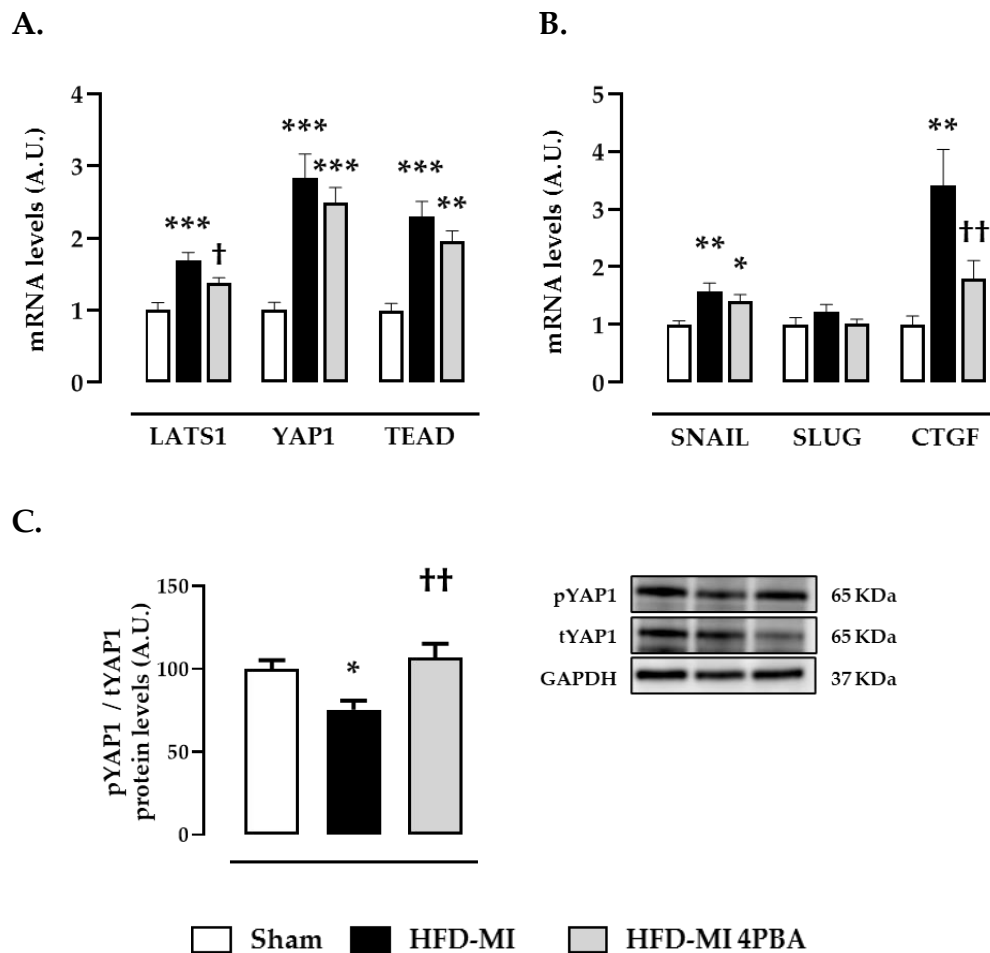 A.
B.
mRNA levels (A.U.)
4
3
2
1
0
***
†
***
***
***
**
LATS1 YAP1 TEAD
mRNA levels (A.U.)
5
4
3
2
1
0
**
*
**
††
SNAIL SLUG CTGF
C.
pYAP1 / tYAP1
protein levels (A.U.)
150
100
50
0
*
††
pYAP1 65 KDa
tYAP1 65 KDa
GAPDH 37 KDa
Sham HFD-MI HFD-MI 4PBA